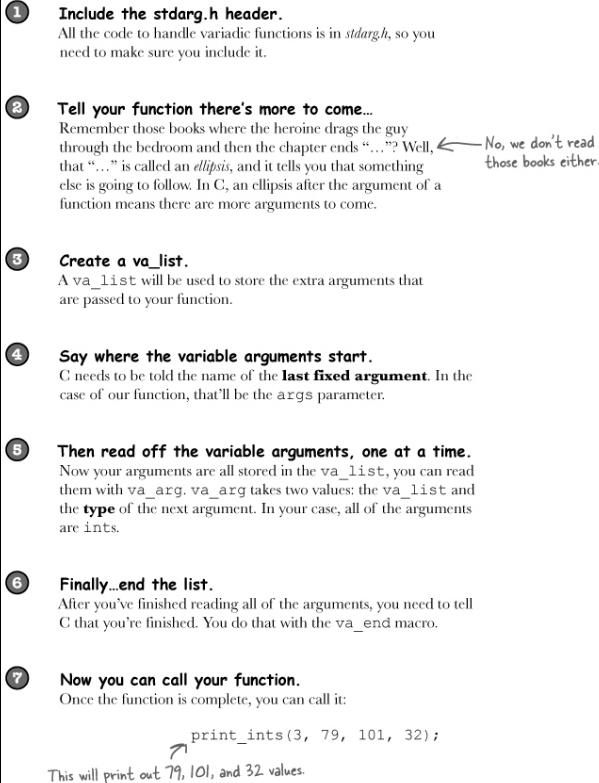 1 Include the stdarg.h header.
All the code to handle variadic functions is in stdarg.h, so you
need to make sure you include it.
2 Tell your function there's more to come...
Remember those books where the heroine drags the guy
through the bedroom and then the chapter ends “...”? Well,
that “...” is called an ellipsis, and it tells you that something
else is going to follow. In C, an ellipsis after the argument of a
function means there are more arguments to come.
No, we don't read
those books either.
3 Create a va_list.
A va_list will be used to store the extra arguments that
are passed to your function.
4 Say where the variable arguments start.
C needs to be told the name of the last fixed argument. In the
case of our function, that'll be the args parameter.
5 Then read off the variable arguments, one at a time.
Now your arguments are all stored in the va_list, you can read
them with va_arg. va_arg takes two values: the va_list and
the type of the next argument. In your case, all of the arguments
are ints.
6 Finally...end the list.
After you've finished reading all of the arguments, you need to tell
C that you're finished. You do that with the va_end macro.
7 Now you can call your function.
Once the function is complete, you can call it:
print_ints(3, 79, 101, 32);
This will print out 79, 101, and 32 values.